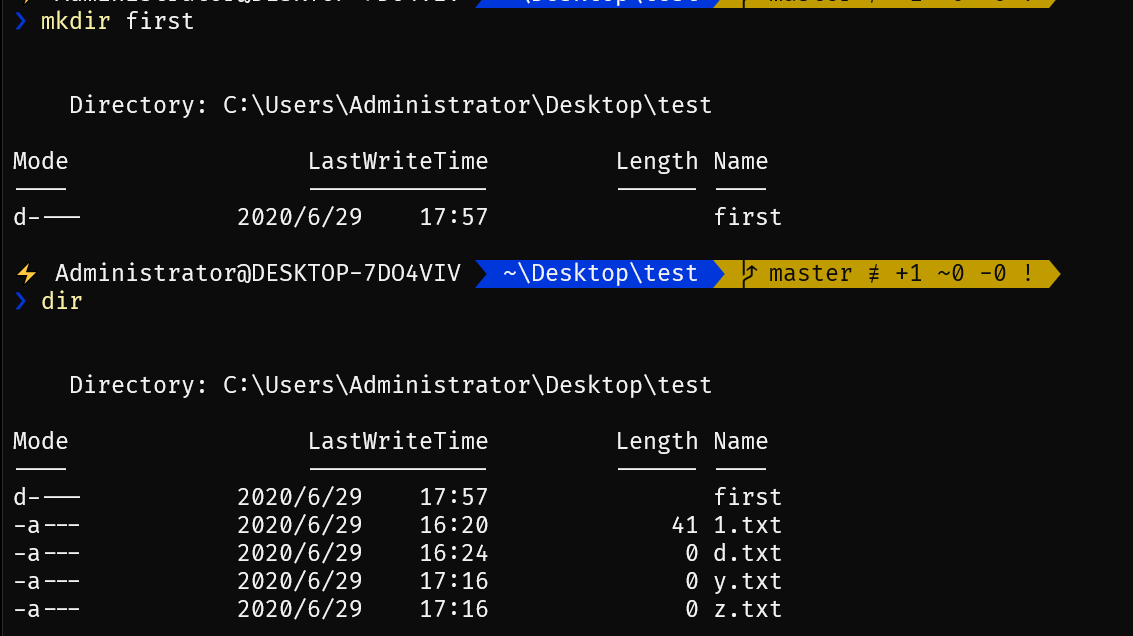 ❯ mkdir first
Directory: C:\Users\Administrator\Desktop\test
Mode LastWriteTime Length Name
---- ------------- ------ ----
d---- 2020/6/29 17:57 first
⚡ Administrator@DESKTOP-7DO4VIV ~\Desktop\test master ≢ +1 ~0 -0 !
❯ dir
Directory: C:\Users\Administrator\Desktop\test
Mode LastWriteTime Length Name
---- ------------- ------ ----
d---- 2020/6/29 17:57 first
-a--- 2020/6/29 16:20 41 1.txt
-a--- 2020/6/29 16:24 0 d.txt
-a--- 2020/6/29 17:16 0 y.txt
-a--- 2020/6/29 17:16 0 z.txt